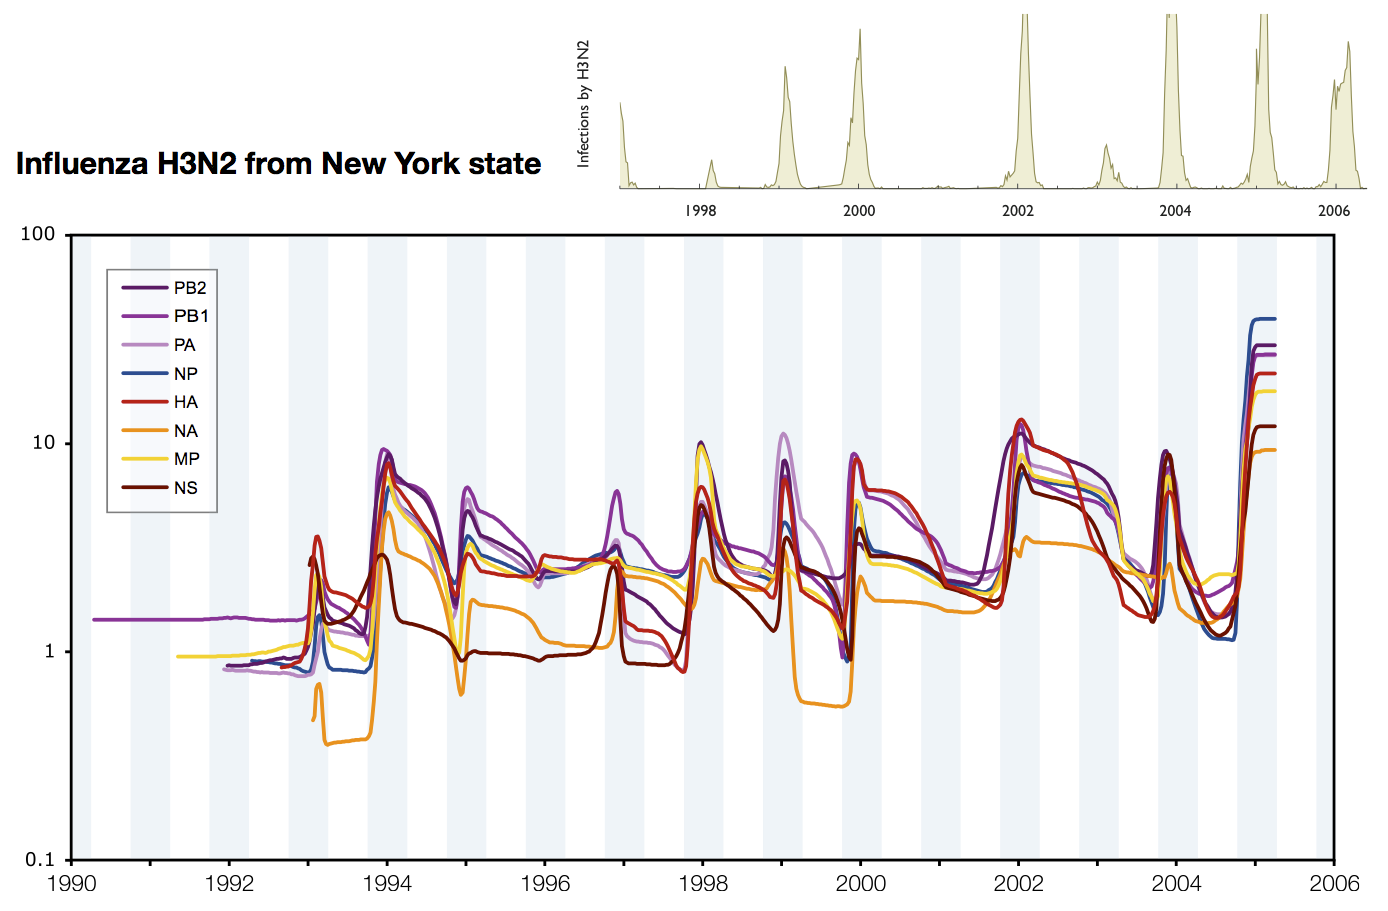 Infections by H3N2
1998 2000 2002 2004 2006
Influenza H3N2 from New York state
100
10
1
0.1
PB2
PB1
PA
NP
HA
NA
MP
NS
1990 1992 1994 1996 1998 2000 2002 2004 2006